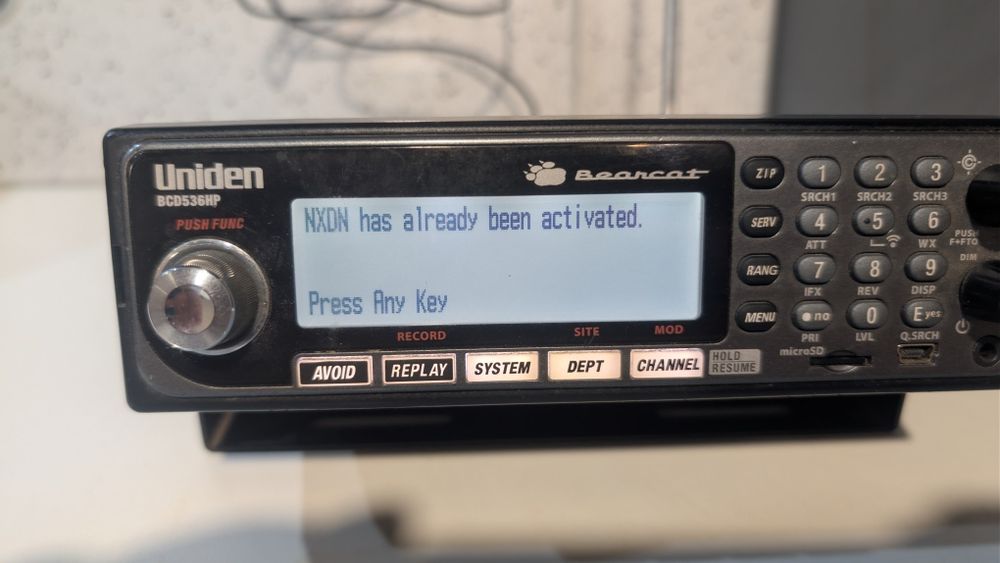 Uniden
BCD536HP
Bearcat
PUSH FUNC
NXDN has already been activated.
Press Any Key
RECORD
SITE
MOD
AVOID
REPLAY
SYSTEM
DEPT
CHANNEL
HOLD
RESUME
ZIP
1
2
3
SRCH1
SRCH2
SRCH3
SERV
4
5
6
ATT
WX
PUSH
F+FTO
RANG
7
8
9
DIM
IFX
REV
DISP
MENU
no
0
E yes
PRI
LVL
Q.SRCH
microSD